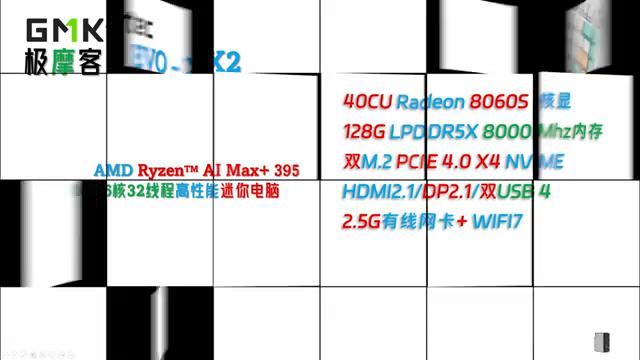 GMK
极摩客
X2
40CU Radeon 8060S 核显
128G LPDDR5X 8000 Mhz内存
AMD Ryzen™ AI Max+ 395
双M.2 PCIE 4.0 X4 NVME
6核32线程高性能迷你电脑
HDMI2.1/DP2.1/双USB 4
2.5G有线网卡+ WIFI7